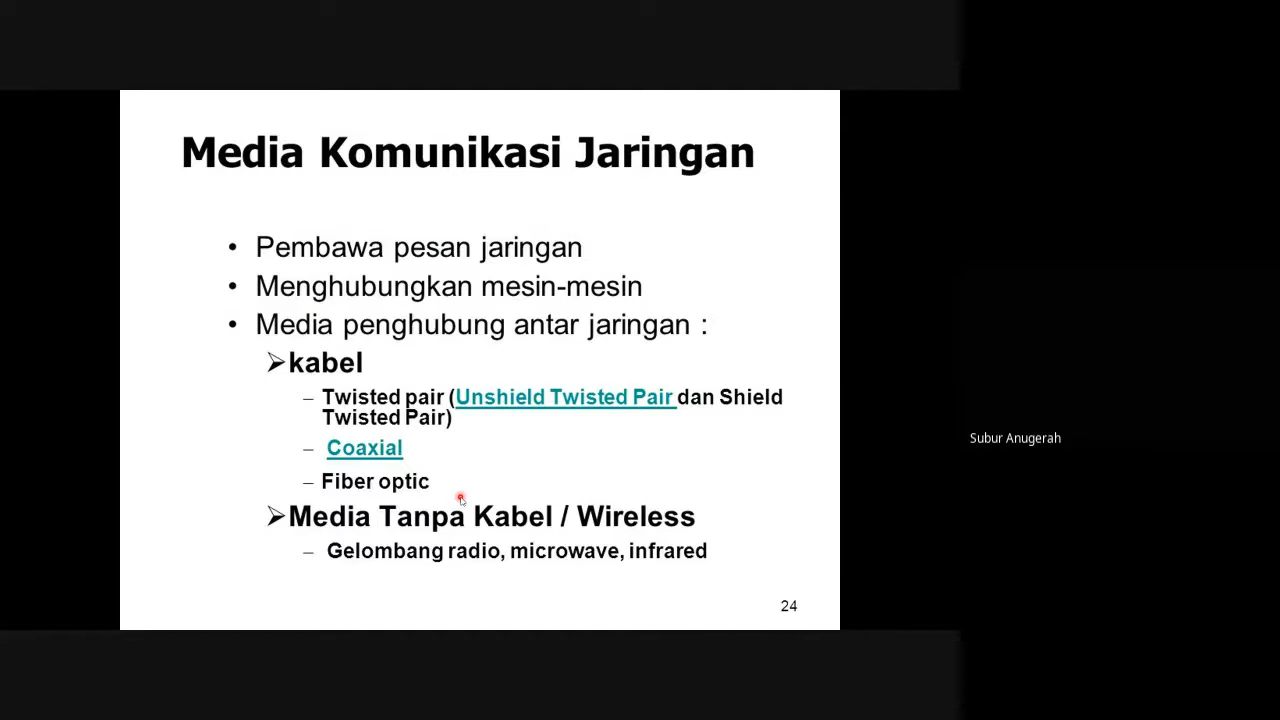 Media Komunikasi Jaringan
• Pembawa pesan jaringan
• Menghubungkan mesin-mesin
• Media penghubung antar jaringan :
➢kabel
– Twisted pair (Unshield Twisted Pair dan Shield
Twisted Pair)
– Coaxial
– Fiber optic
➢Media Tanpa Kabel / Wireless
– Gelombang radio, microwave, infrared
24
Subur Anugerah